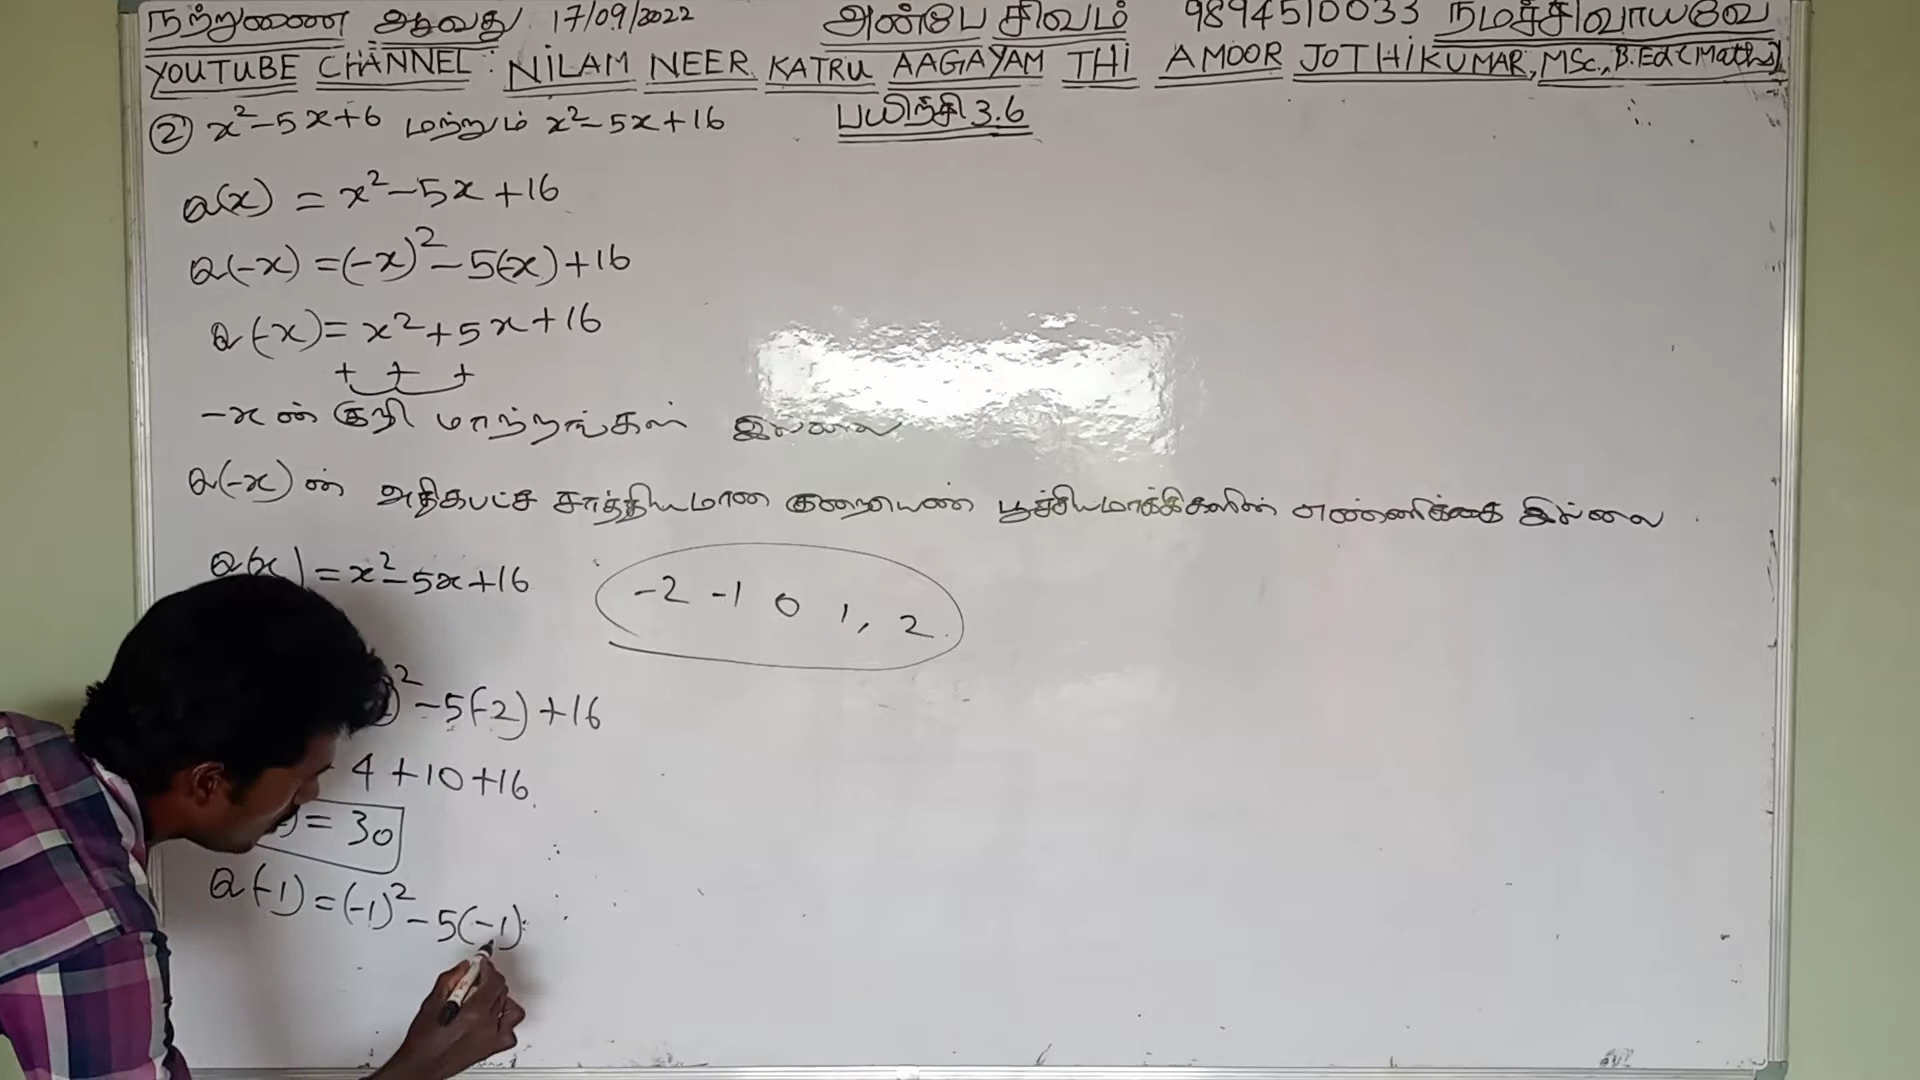 நற்றுணை ஆவது 17/09/2022 அன்பே சிவம் 9894510033 நமச்சிவாயவே
YOUTUBE CHANNEL : NILAM NEER KATRU AAGAYAM THI AMOOR JOTHIKUMAR, MSc., B.Ed (Maths)
② x²-5x+6 மற்றும் x²-5x+16 பயிற்சி 3.6
Q(x) = x²-5x+16
Q(-x) = (-x)²-5(-x)+16
Q(-x) = x²+5x+16
+ + +
-x ன் குறி மாற்றங்கள் இல்லை
Q(-x) ன் அதிகபட்ச சாத்தியமான குறையெண் பூச்சியமாக்கிகளின் எண்ணிக்கை இல்லை
Q(x) = x²-5x+16
-2 -1 0 1, 2
)²-5(-2)+16
4+10+16
) = 30
Q(-1) = (-1)²-5(-1)